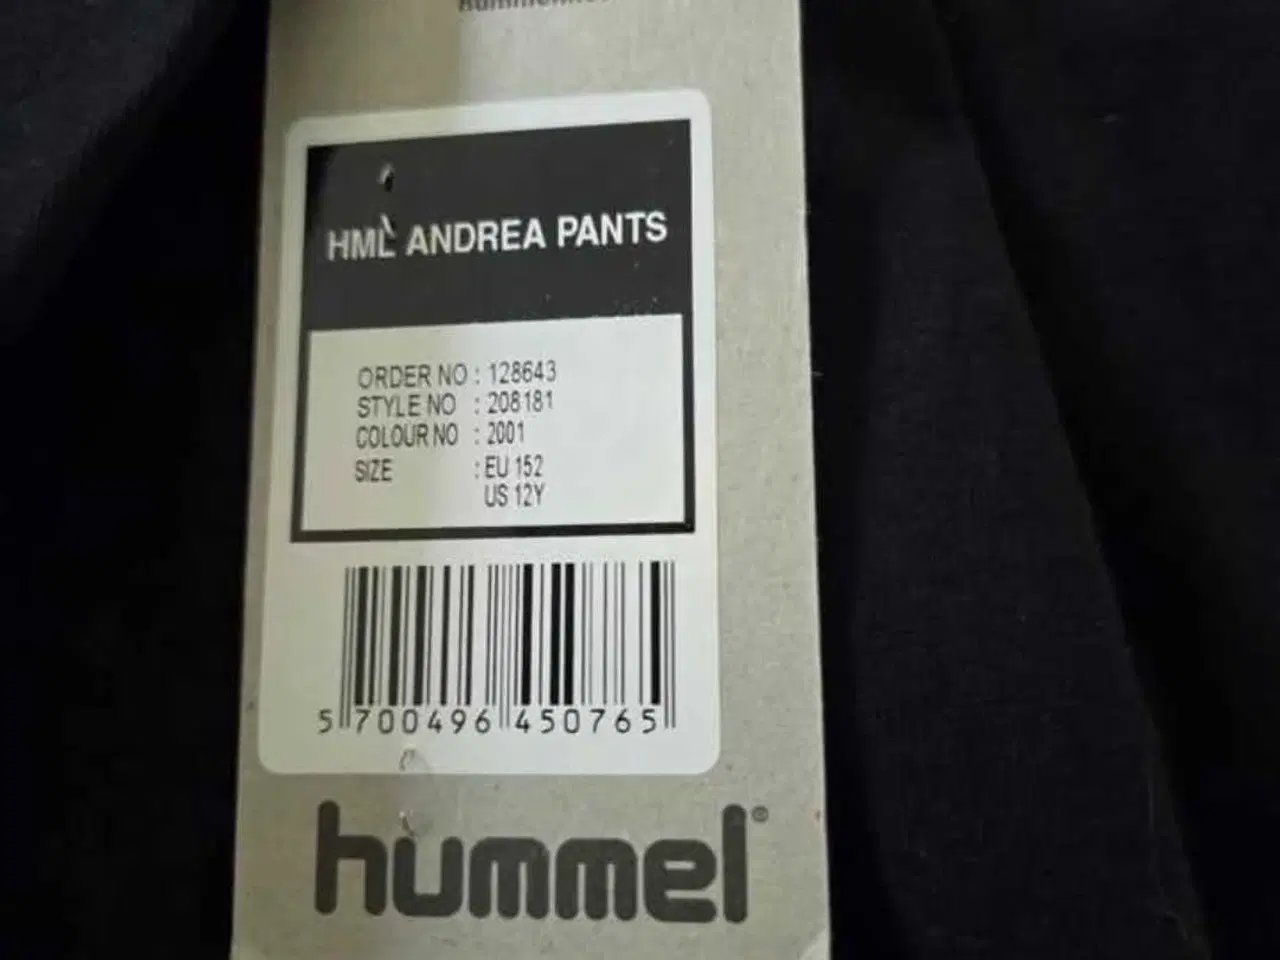 HML ANDREA PANTS
ORDER NO : 128643
STYLE NO : 208181
COLOUR NO : 2001
SIZE : EU 152
US 12Y
5 700496 450765
hummel®